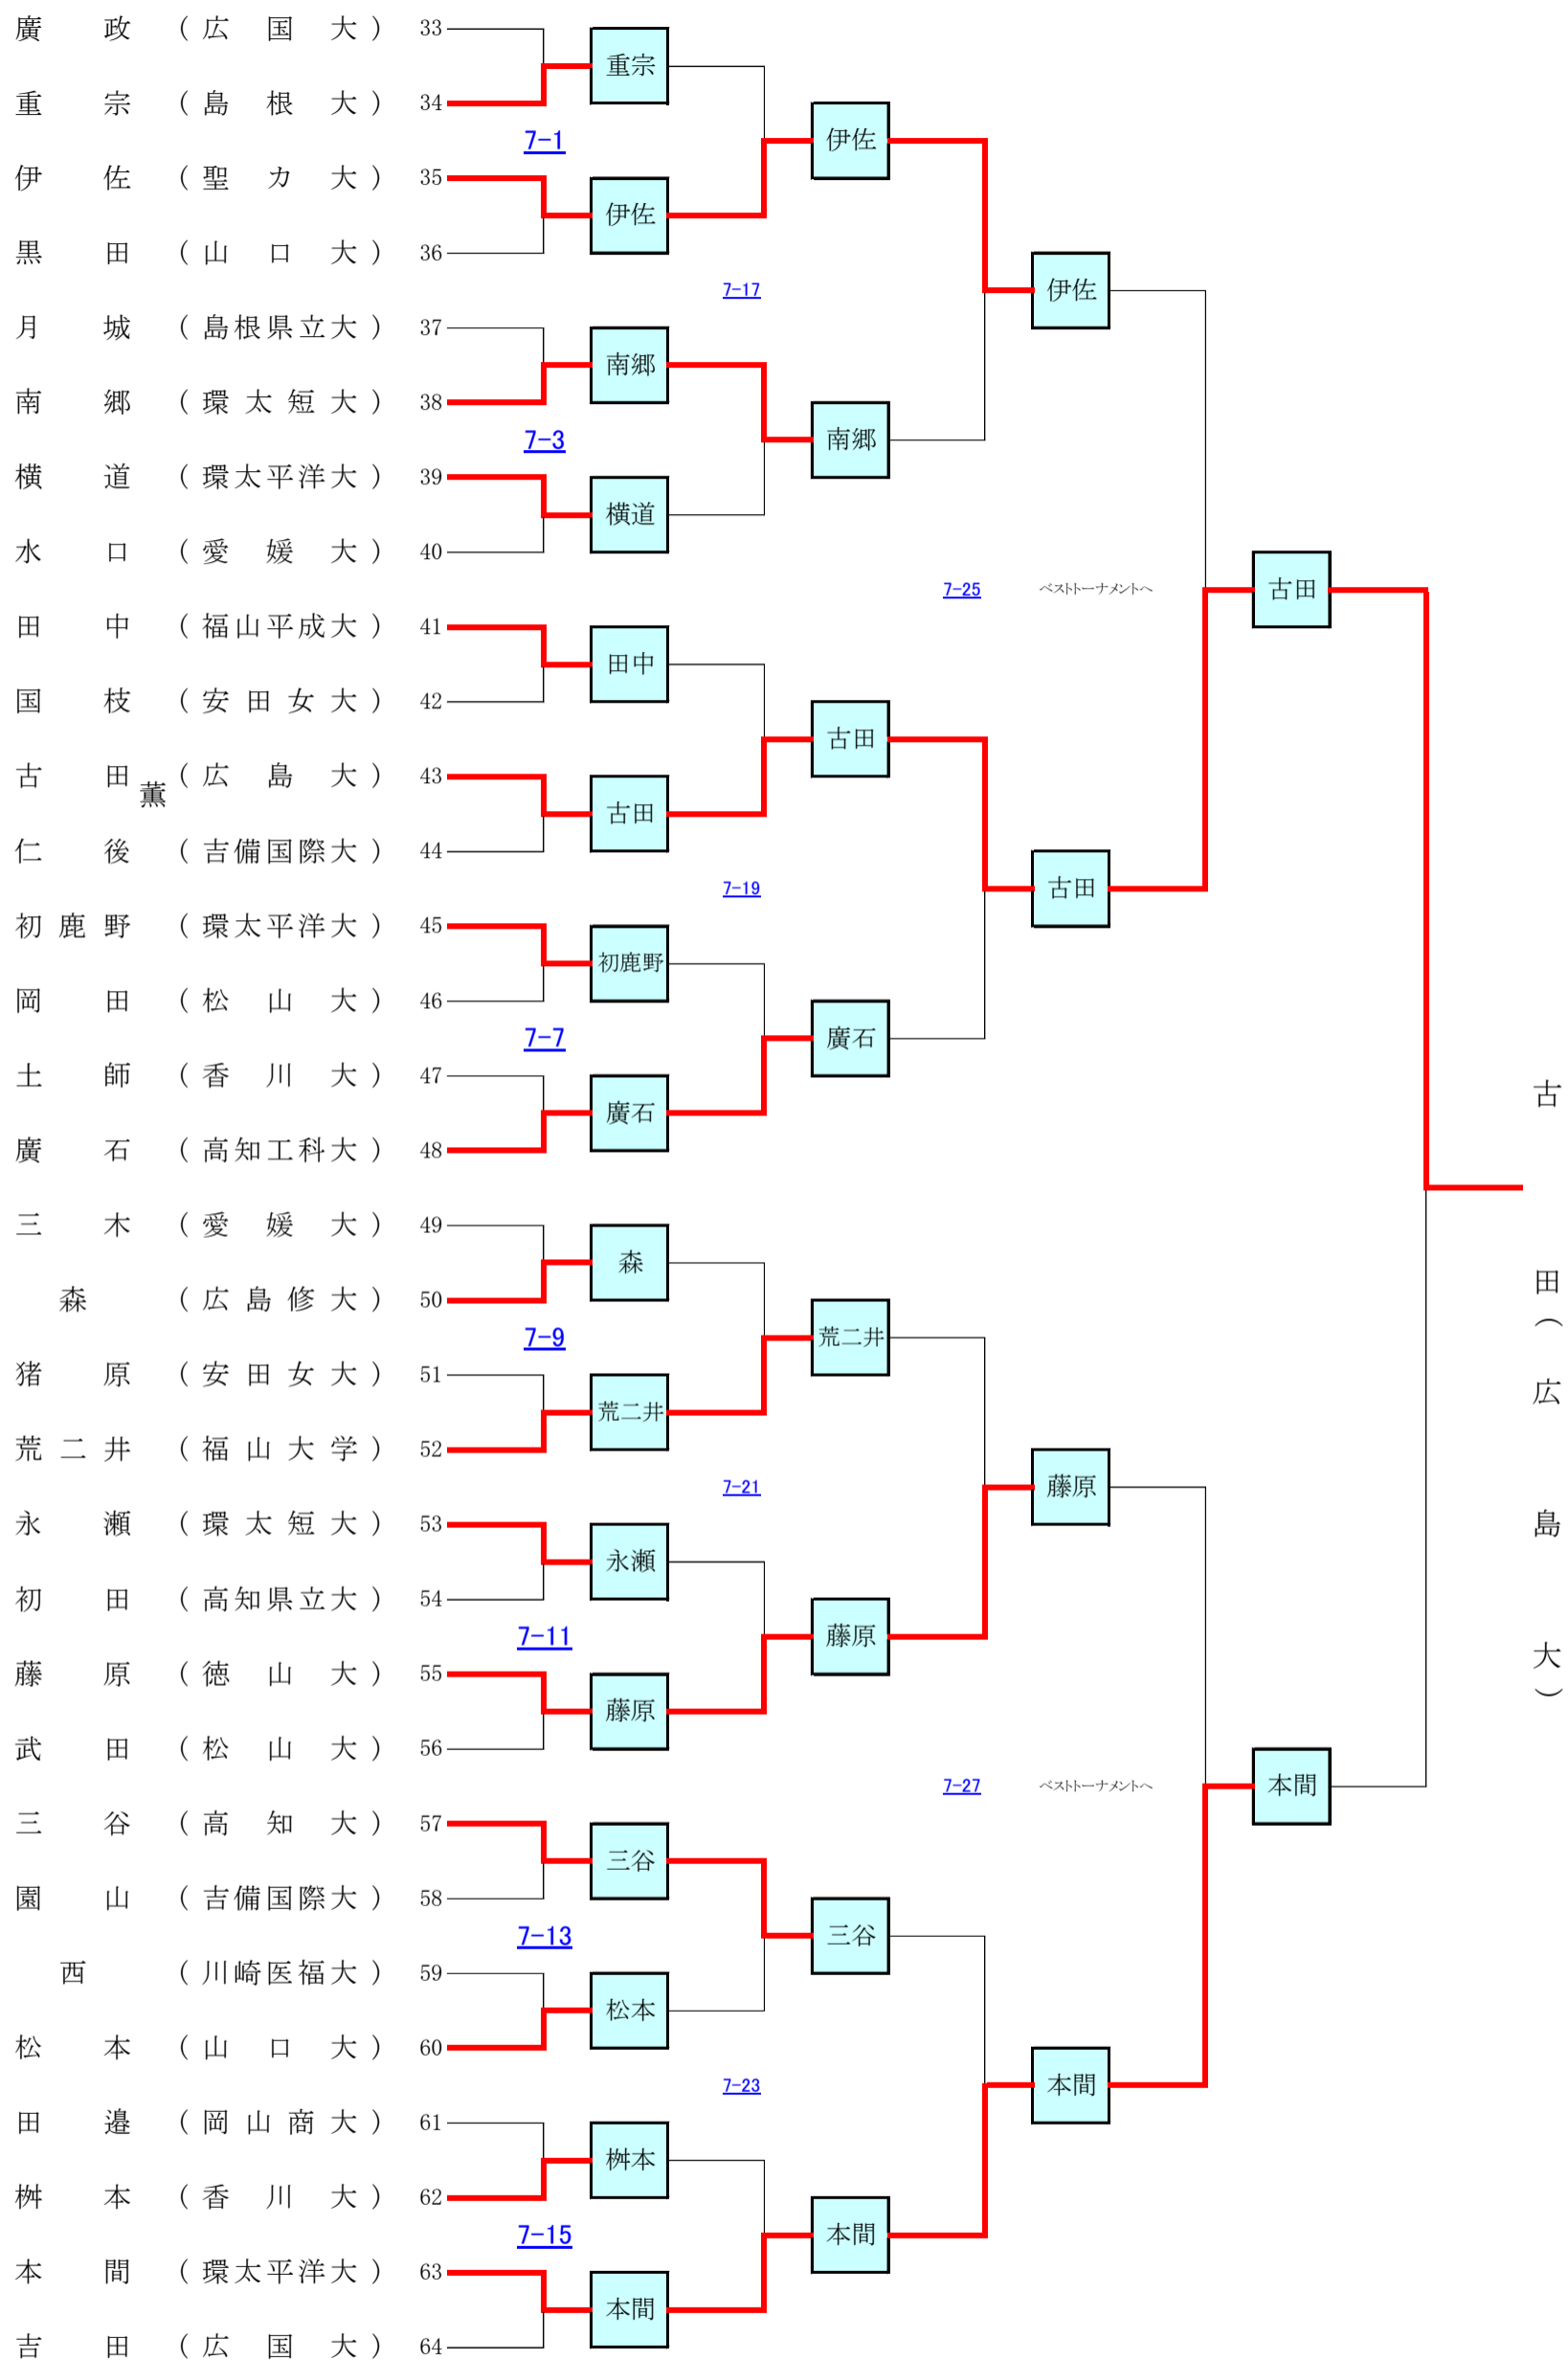 廣政（広国大）33
重宗
重宗（島根大）34
伊佐
7-1
伊佐（聖カ大）35
伊佐
黒田（山口大）36
7-17
伊佐
月城（島根県立大）37
南郷
南郷（環太短大）38
7-3
南郷
横道（環太平洋大）39
横道
水口（愛媛大）40
7-25 ベストトーナメントへ
古田
田中（福山平成大）41
田中
国枝（安田女大）42
古田
古田薫（広島大）43
古田
仁後（吉備国際大）44
7-19
古田
初鹿野（環太平洋大）45
初鹿野
岡田（松山大）46
7-7
廣石
土師（香川大）47
廣石
廣石（高知工科大）48
古田（広島大）
三木（愛媛大）49
森
森（広島修大）50
7-9
荒二井
猪原（安田女大）51
荒二井
荒二井（福山大学）52
7-21
藤原
永瀬（環太短大）53
永瀬
初田（高知県立大）54
7-11
藤原
藤原（徳山大）55
藤原
武田（松山大）56
7-27 ベストトーナメントへ
本間
三谷（高知大）57
三谷
園山（吉備国際大）58
7-13
三谷
西（川崎医福大）59
松本
松本（山口大）60
7-23
本間
田邉（岡山商大）61
桝本
桝本（香川大）62
7-15
本間
本間（環太平洋大）63
本間
吉田（広国大）64